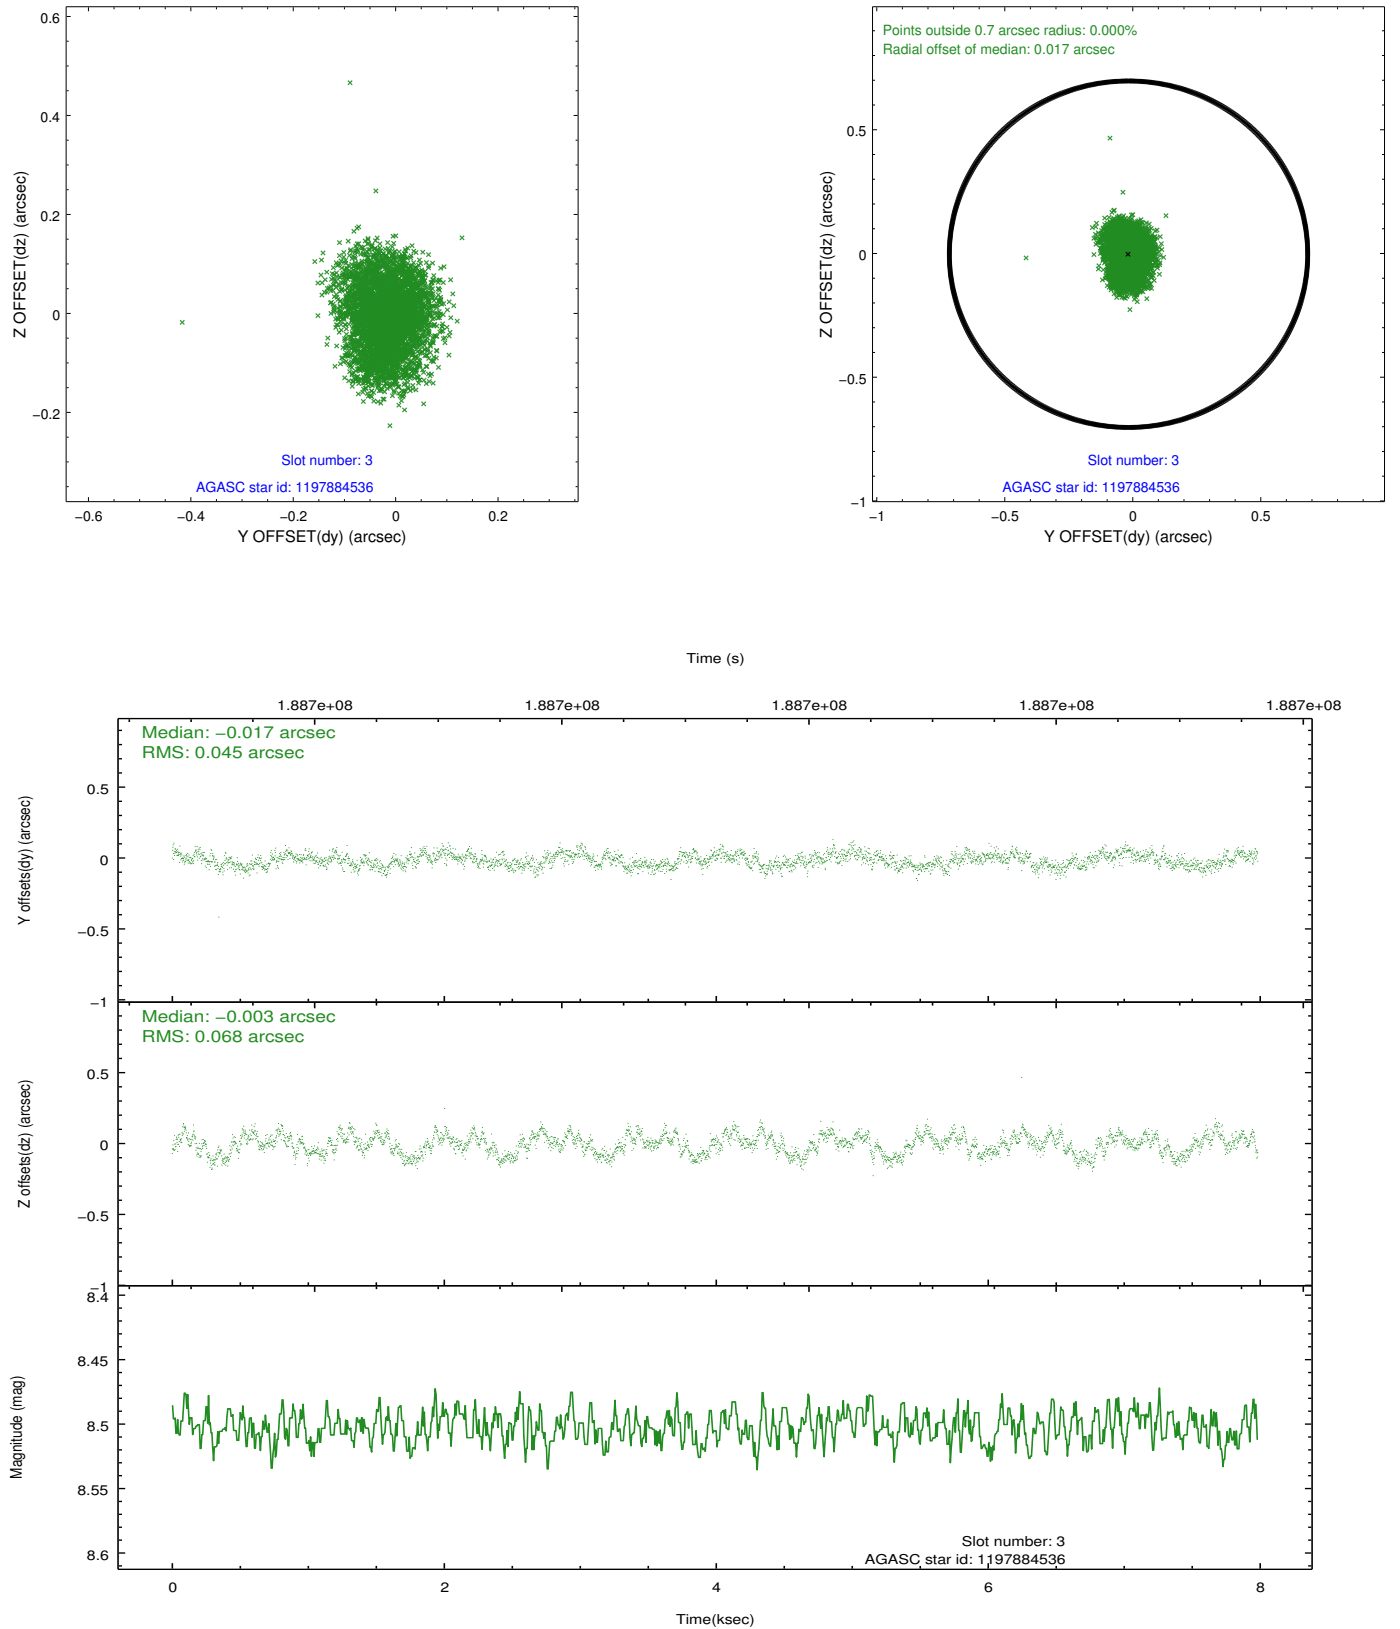 0.6
0.4
0.2
0
−0.2
Z OFFSET(dz) (arcsec)
Slot number: 3
AGASC star id: 1197884536
−0.6
−0.4
−0.2
0
0.2
Y OFFSET(dy) (arcsec)
Points outside 0.7 arcsec radius: 0.000%
Radial offset of median: 0.017 arcsec
0.5
0
−0.5
−1
Z OFFSET(dz) (arcsec)
Slot number: 3
AGASC star id: 1197884536
−1
−0.5
0
0.5
Y OFFSET(dy) (arcsec)
Time (s)
1.887e+08
1.887e+08
1.887e+08
1.887e+08
1.887e+08
Median: −0.017 arcsec
RMS: 0.045 arcsec
0.5
0
−0.5
−1
Y offsets(dy) (arcsec)
Median: −0.003 arcsec
RMS: 0.068 arcsec
0.5
0
−0.5
−1
Z offsets(dz) (arcsec)
8.4
8.45
8.5
8.55
8.6
Magnitude (mag)
Slot number: 3
AGASC star id: 1197884536
0
2
4
6
8
Time(ksec)